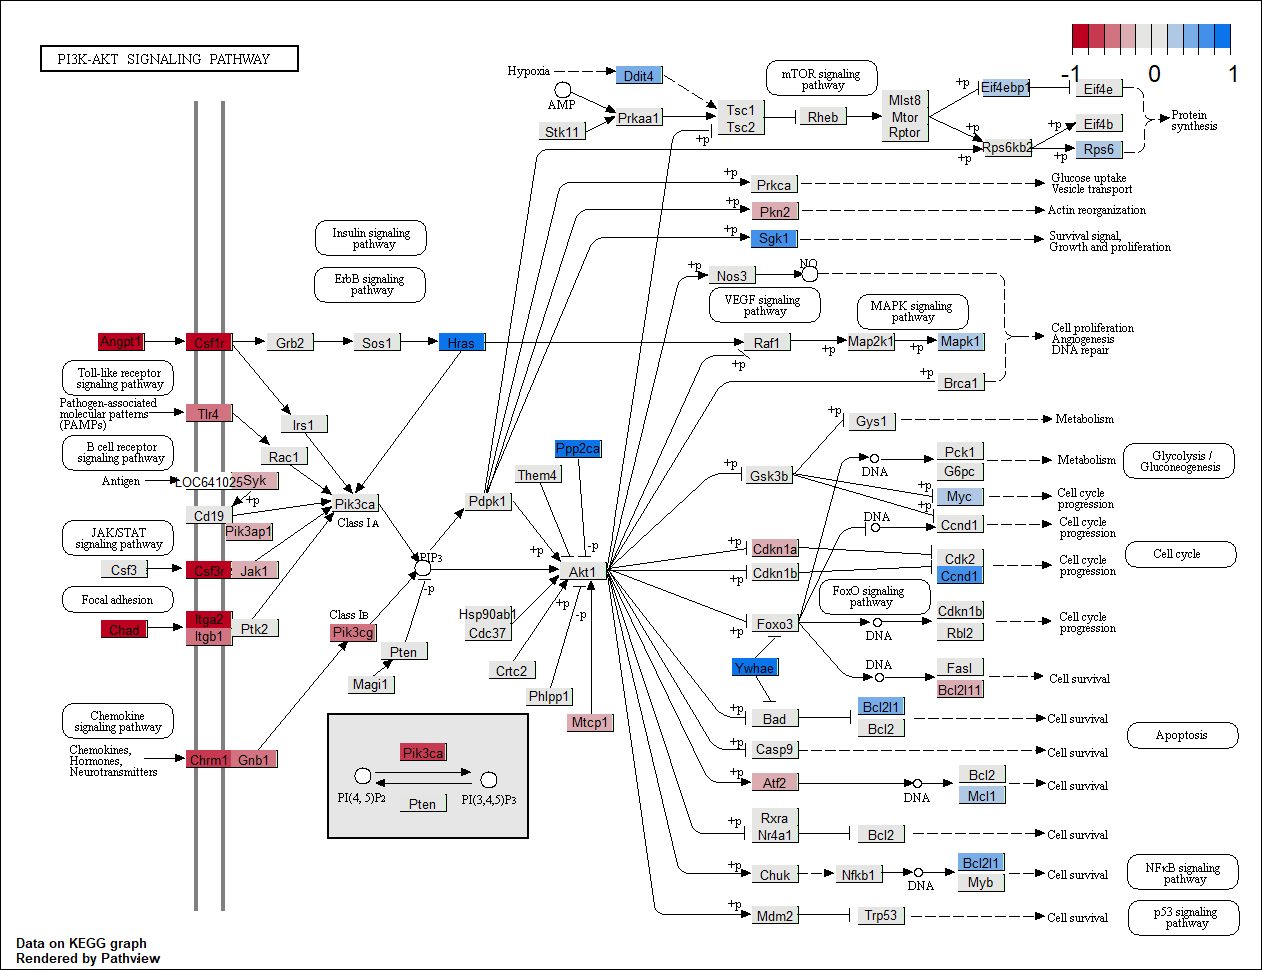 PI3K-AKT SIGNALING PATHWAY
-1 0 1
Hypoxia
Ddit4
mTOR signaling
pathway
AMP
Stk11
Prkaa1
Tsc1
Tsc2
+p
Rheb
Mlst8
Mtor
Rptor
+p
Eif4ebp1
Eif4e
+p
Rps6kb2
+p
+p
Eif4b
+p
Rps6
Protein
synthesis
+p
Prkca
Glucose uptake
Vesicle transport
+p
Pkn2
Actin reorganization
+p
Sgk1
Survival signal,
Growth and proliferation
Insulin signaling
pathway
ErbB signaling
pathway
+p
Nos3
NO
VEGF signaling
pathway
MAPK signaling
pathway
Angpt1
Csf1r
Grb2
Sos1
Hras
Raf1
+p
+p
Map2k1
+p
Mapk1
Cell proliferation
Angiogenesis
DNA repair
+p
Brca1
Toll-like receptor
signaling pathway
Pathogen-associated
molecular patterns
(PAMPs)
Tlr4
Irs1
B cell receptor
signaling pathway
Rac1
Antigen
LOC641025
Syk
+p
Cd19
Pik3ap1
Pik3ca
Class IA
JAK/STAT
signaling pathway
Csf3
Csf3r
Jak1
Focal adhesion
Chad
Itga2
Itgb1
Ptk2
Chemokine
signaling pathway
Chemokines,
Hormones,
Neurotransmitters
Chrm1
Gnb1
Class IB
Pik3cg
PIP3
-p
Pten
Magi1
Pdpk1
Them4
Ppp2ca
+p
-p
Akt1
Hsp90ab1
Cdc37
+p
-p
Crtc2
Phlpp1
Mtcp1
Pik3ca
PI(4, 5)P2
PI(3,4,5)P3
Pten
+p
Gys1
Metabolism
+p
Gsk3b
DNA
Pck1
G6pc
Metabolism
Glycolysis /
Gluconeogenesis
+p
Myc
Cell cycle
progression
DNA
+p
Ccnd1
Cell cycle
progression
+p
Cdkn1a
+p
Cdkn1b
Cdk2
Ccnd1
Cell cycle
progression
Cell cycle
FoxO signaling
pathway
+p
Foxo3
DNA
Cdkn1b
Rbl2
Cell cycle
progression
Ywhae
DNA
Fasl
Bcl2l11
Cell survival
+p
Bad
Bcl2l1
Bcl2
Cell survival
Apoptosis
+p
Casp9
Cell survival
+p
Atf2
DNA
Bcl2
Mcl1
Cell survival
+p
Rxra
Nr4a1
Bcl2
Cell survival
+p
Chuk
Nfkb1
DNA
Bcl2l1
Myb
Cell survival
NFκB signaling
pathway
+p
Mdm2
Trp53
Cell survival
p53 signaling
pathway
Data on KEGG graph
Rendered by Pathview